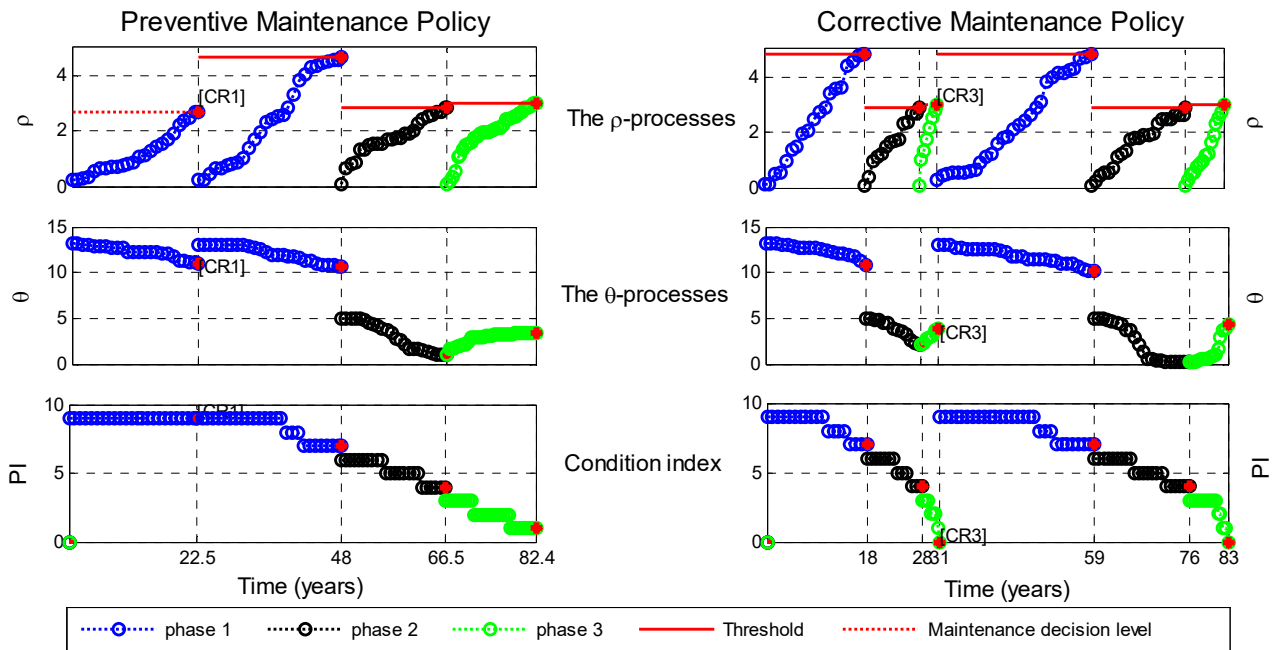 Preventive Maintenance Policy
Corrective Maintenance Policy
4
2
0
ρ
[CR1]
The ρ-processes
[CR3]
ρ
4
2
0
15
10
5
0
θ
[CR1]
The θ-processes
[CR3]
θ
15
10
5
0
10
5
0
PI
[CR1]
Condition index
[CR3]
PI
10
5
0
22.5 48 66.5 82.4
18 28 31 59 76 83
Time (years)
Time (years)
phase 1 phase 2 phase 3 Threshold Maintenance decision level